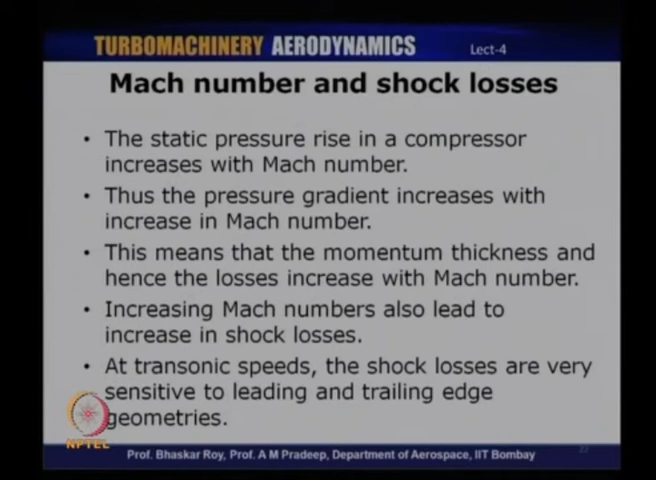 TURBOMACHINERY AERODYNAMICS Lect-4
Mach number and shock losses
• The static pressure rise in a compressor
increases with Mach number.
• Thus the pressure gradient increases with
increase in Mach number.
• This means that the momentum thickness and
hence the losses increase with Mach number.
• Increasing Mach numbers also lead to
increase in shock losses.
• At transonic speeds, the shock losses are very
sensitive to leading and trailing edge
geometries.
NPTEL
Prof. Bhaskar Roy, Prof. A M Pradeep, Department of Aerospace, IIT Bombay